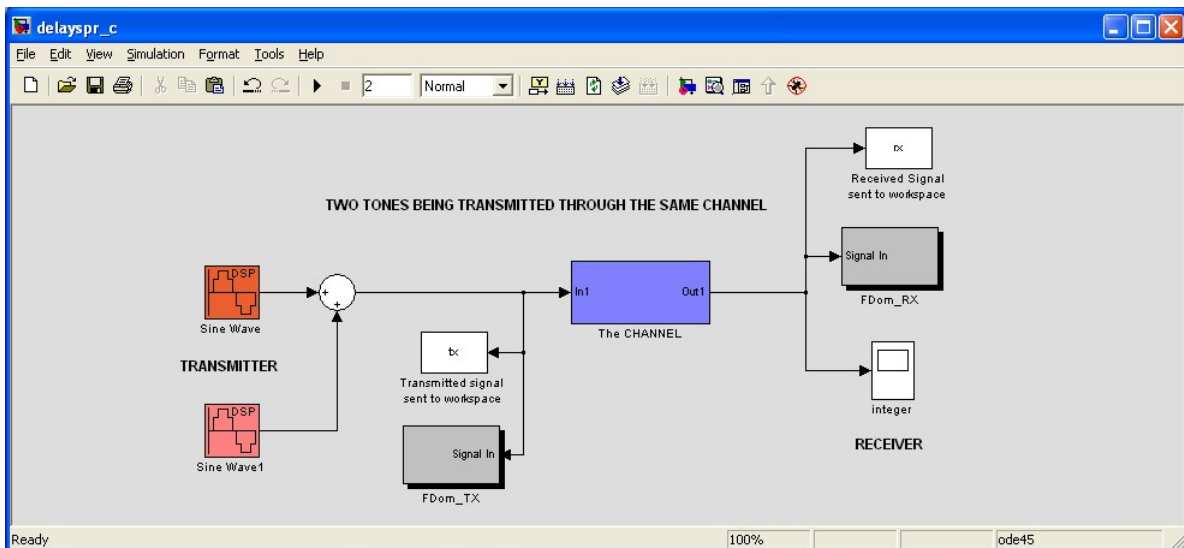 delayspr_c
File Edit View Simulation Format Tools Help
2 Normal
rx
Received Signal
sent to workspace
TWO TONES BEING TRANSMITTED THROUGH THE SAME CHANNEL
Signal In
FDom_RX
DSP
Sine Wave
+
+
In1 Out1
The CHANNEL
TRANSMITTER
tx
Transmitted signal
sent to workspace
integer
DSP
Sine Wave1
RECEIVER
Signal In
FDom_TX
Ready 100% ode45